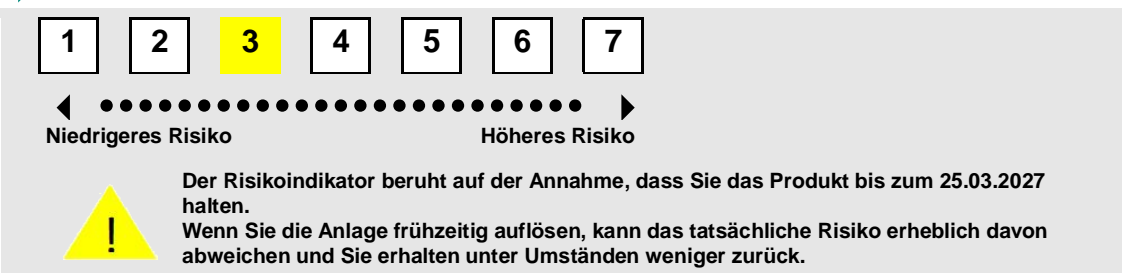 1 2 3 4 5 6 7
Niedrigeres Risiko Höheres Risiko
Der Risikoindikator beruht auf der Annahme, dass Sie das Produkt bis zum 25.03.2027
halten.
Wenn Sie die Anlage frühzeitig auflösen, kann das tatsächliche Risiko erheblich davon
abweichen und Sie erhalten unter Umständen weniger zurück.
!